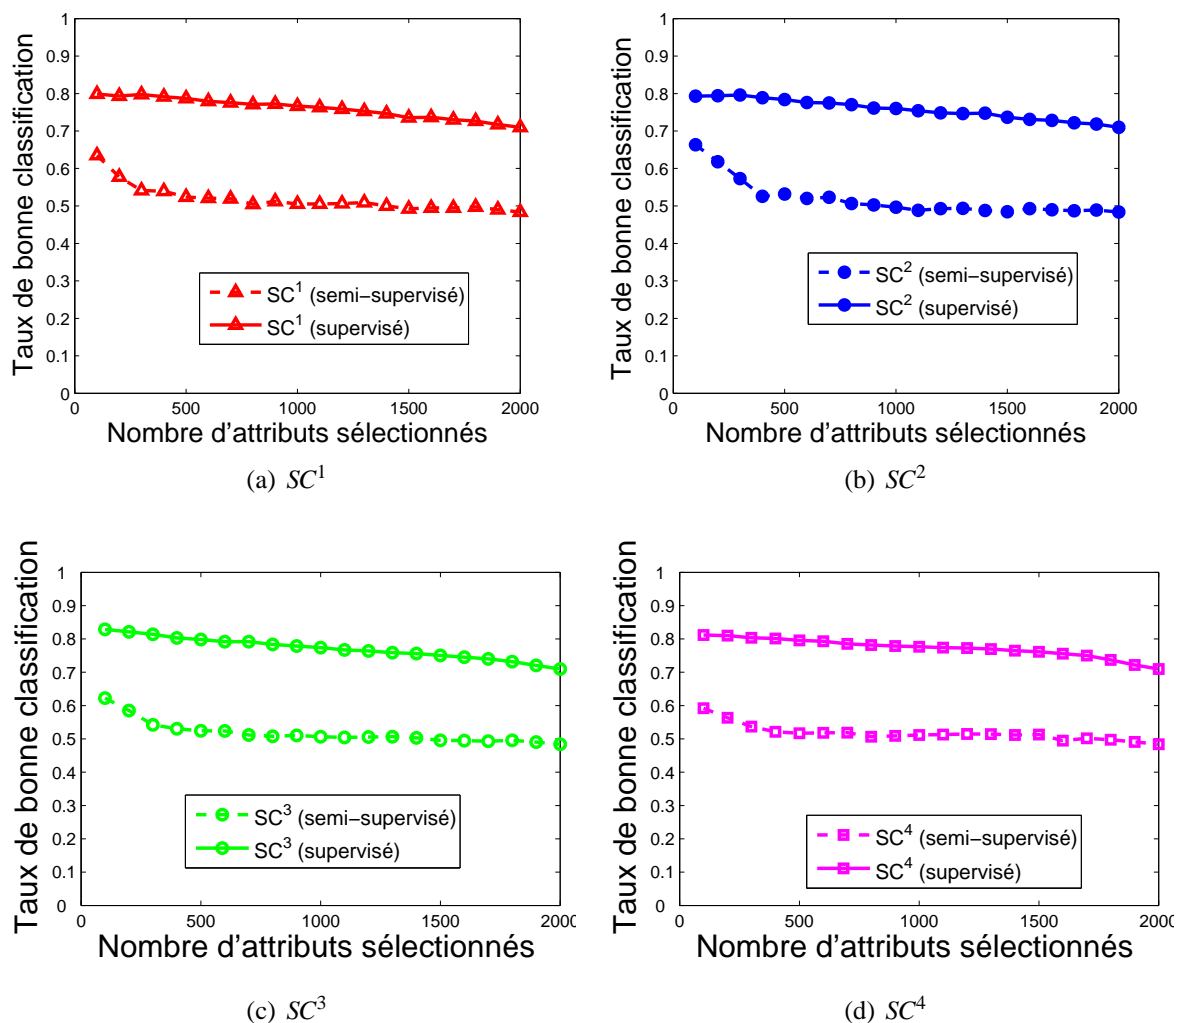 Taux de bonne classification
1
0.9
0.8
0.7
0.6
0.5
0.4
0.3
0.2
0.1
0
0 500 1000 1500 2000
Nombre d'attributs sélectionnés
SC¹ (semi−supervisé)
SC¹ (supervisé)
(a) SC¹
Taux de bonne classification
1
0.9
0.8
0.7
0.6
0.5
0.4
0.3
0.2
0.1
0
0 500 1000 1500 2000
Nombre d'attributs sélectionnés
SC² (semi−supervisé)
SC² (supervisé)
(b) SC²
Taux de bonne classification
1
0.9
0.8
0.7
0.6
0.5
0.4
0.3
0.2
0.1
0
0 500 1000 1500 2000
Nombre d'attributs sélectionnés
SC³ (semi−supervisé)
SC³ (supervisé)
(c) SC³
Taux de bonne classification
1
0.9
0.8
0.7
0.6
0.5
0.4
0.3
0.2
0.1
0
0 500 1000 1500 2000
Nombre d'attributs sélectionnés
SC⁴ (semi−supervisé)
SC⁴ (supervisé)
(d) SC⁴